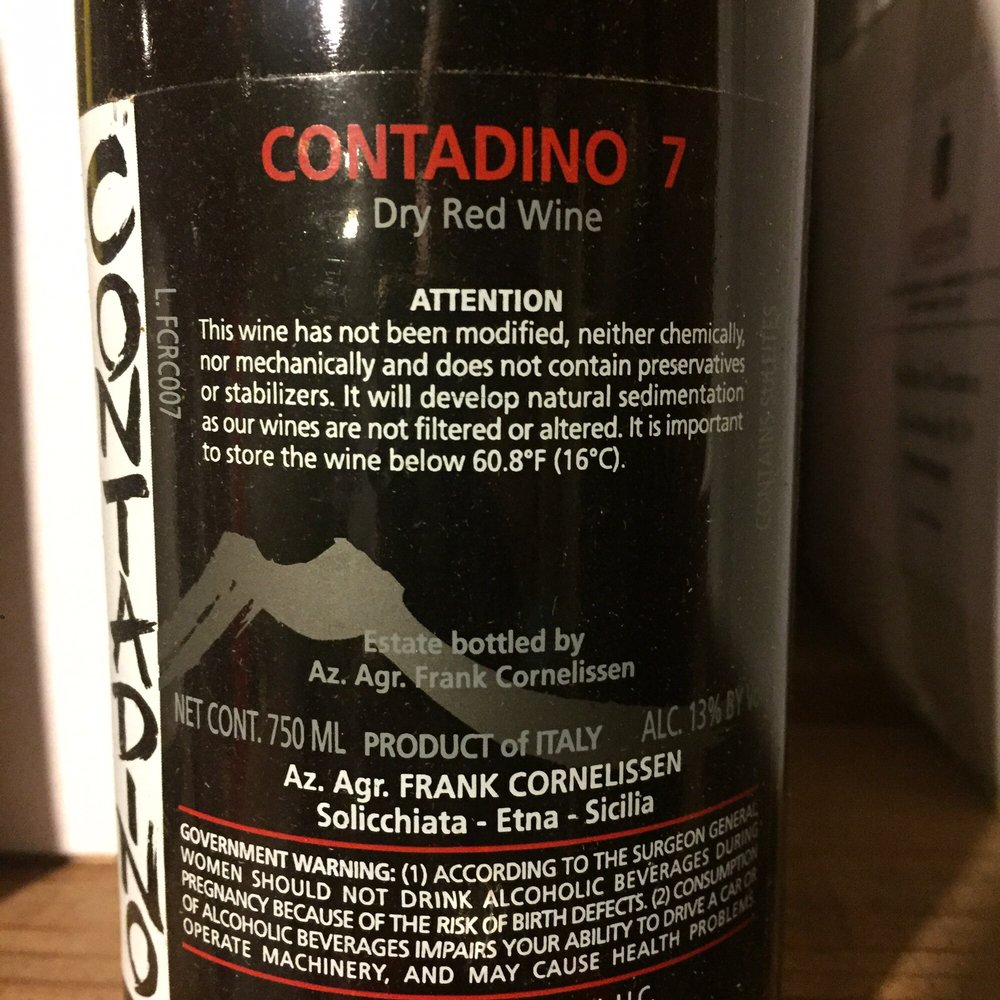 CONTADINO
CONTADINO 7
Dry Red Wine
L. FCRC007
ATTENTION
This wine has not been modified, neither chemically,
nor mechanically and does not contain preservatives
or stabilizers. It will develop natural sedimentation
as our wines are not filtered or altered. It is important
to store the wine below 60.8°F (16°C).
CONTAINS SULFITES
Estate bottled by
Az. Agr. Frank Cornelissen
NET CONT. 750 ML PRODUCT of ITALY ALC. 13% BY
Az. Agr. FRANK CORNELISSEN
Solicchiata - Etna - Sicilia
GOVERNMENT WARNING: (1) ACCORDING TO THE SURGEON GENERAL
WOMEN SHOULD NOT DRINK ALCOHOLIC BEVERAGES DURING
PREGNANCY BECAUSE OF THE RISK OF BIRTH DEFECTS. (2) CONSUMPTION
OF ALCOHOLIC BEVERAGES IMPAIRS YOUR ABILITY TO DRIVE A CAR OR
OPERATE MACHINERY, AND MAY CAUSE HEALTH PROBLEMS.